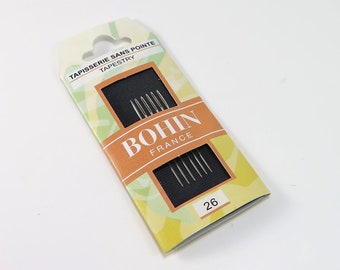 TAPISSERIE SANS POINTE
TAPESTRY
BOHIN
FRANCE
26